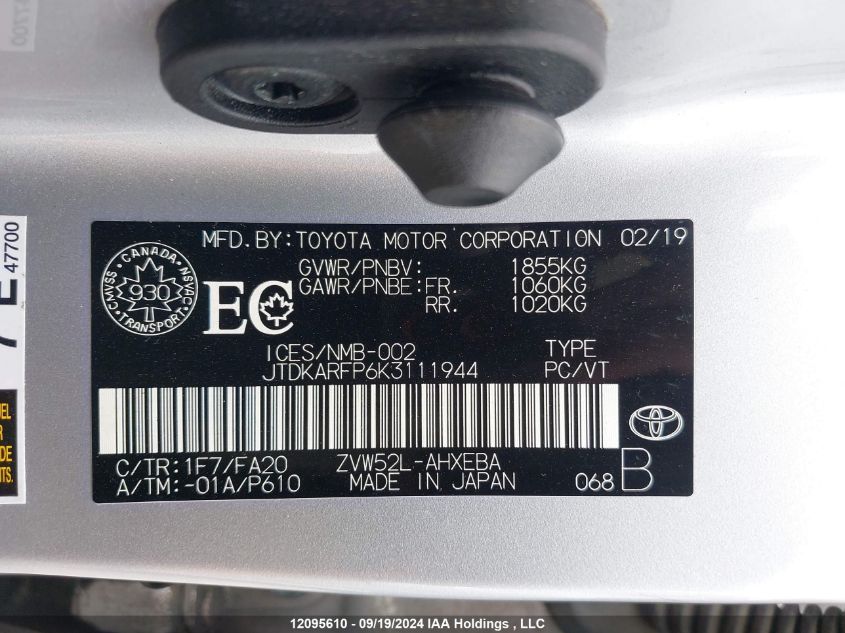 MFD.BY:TOYOTA MOTOR CORPORATION 02/19
GVWR/PNBV: 1855KG
GAWR/PNBE:FR. 1060KG
RR. 1020KG
CANADA
CMVSS NSVAC
930
TRANSPORT
EC
ICES/NMB-002 TYPE
JTDKARFP6K3111944 PC/VT
C/TR:1F7/FA20 ZVW52L-AHXEBA
A/TM:-01A/P610 MADE IN JAPAN 068 B
47700
12095610 - 09/19/2024 IAA Holdings , LLC